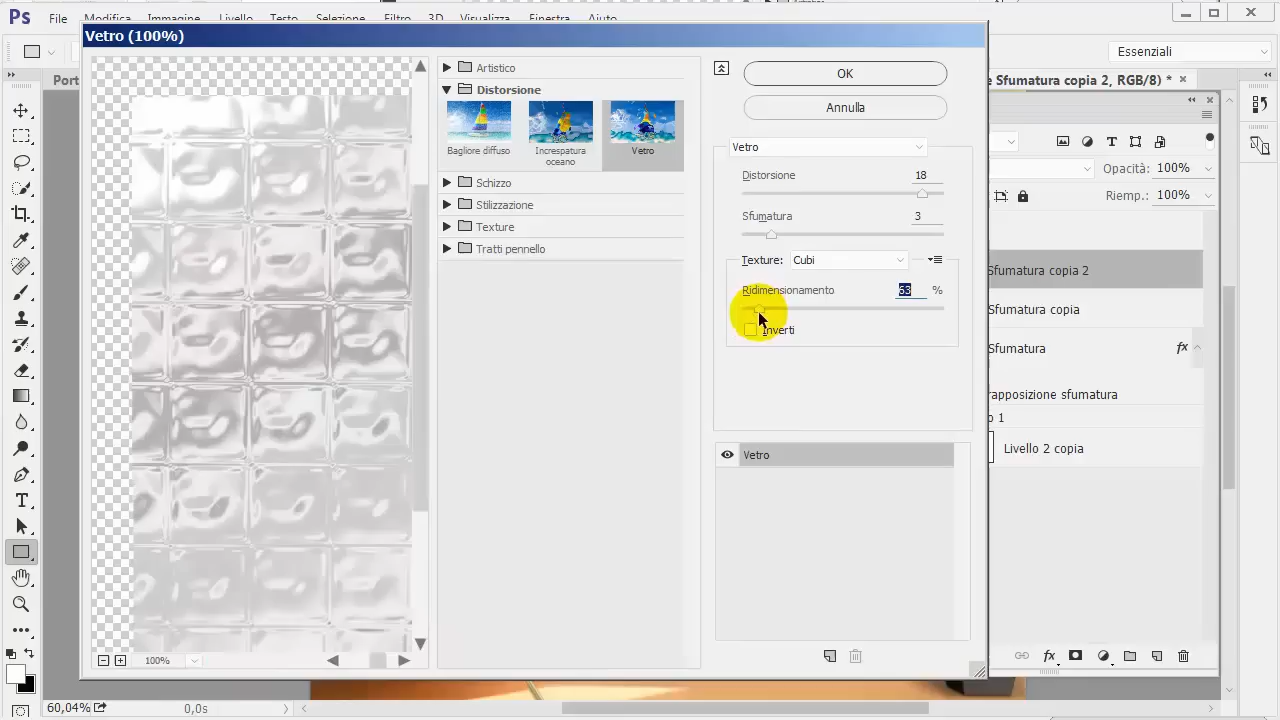 Ps File Modifica Immagine Livello Testo Selezione Filtro 3D Visualizza Finestra Aiuto
Vetro (100%)
Essenziali
Port
e Sfumatura copia 2, RGB/8) *
Artistico
Distorsione
Bagliore diffuso
Increspatura oceano
Vetro
Schizzo
Stilizzazione
Texture
Tratti pennello
OK
Annulla
Vetro
Distorsione 18
Sfumatura 3
Texture: Cubi
Ridimensionamento 63 %
Inverti
Vetro
Opacità: 100%
Riemp.: 100%
Sfumatura copia 2
Sfumatura copia
Sfumatura fx
rapposizione sfumatura
o 1
Livello 2 copia
fx
100%
60,04% 0,0s